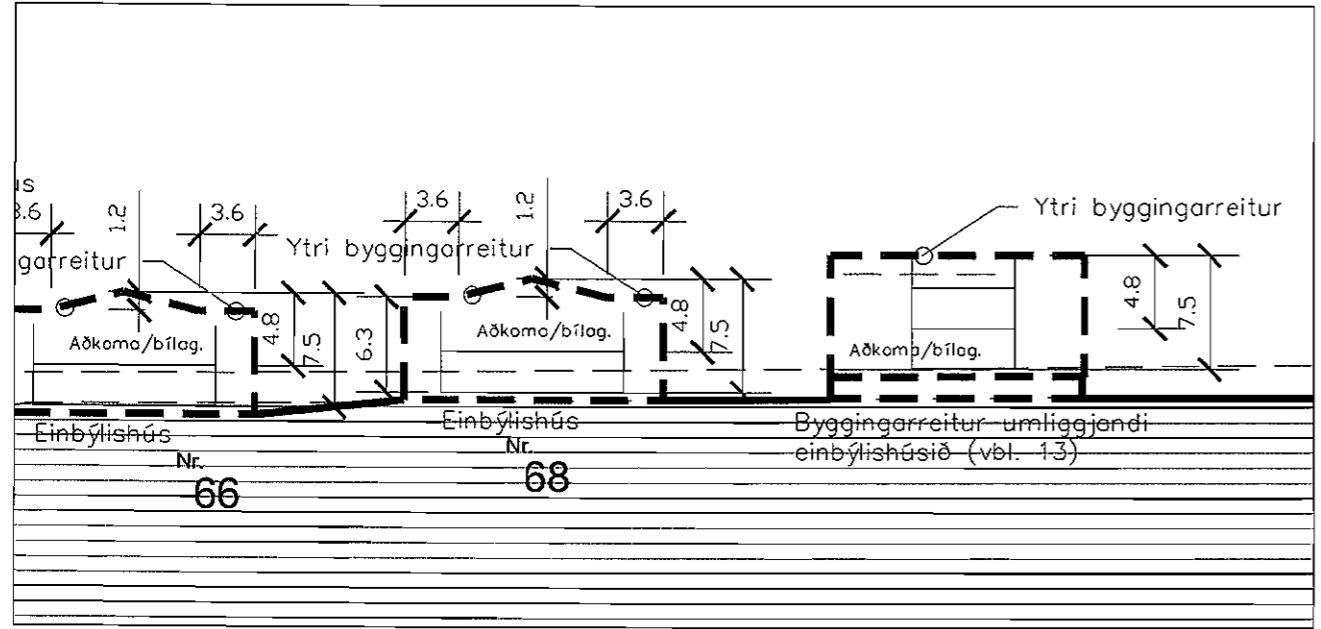 ús
3.6
1.2
3.6
garreitur
Aðkoma/bílag.
4.8
7.5
6.3
Einbýlishús
Nr.
66
3.6
1.2
3.6
Ytri byggingarreitur
Aðkoma/bílag.
4.8
7.5
Einbýlishús
Nr.
68
Ytri byggingarreitur
Aðkoma/bílag.
4.8
7.5
Byggingarreitur umliggjandi
einbýlishúsið (vbl. 13)